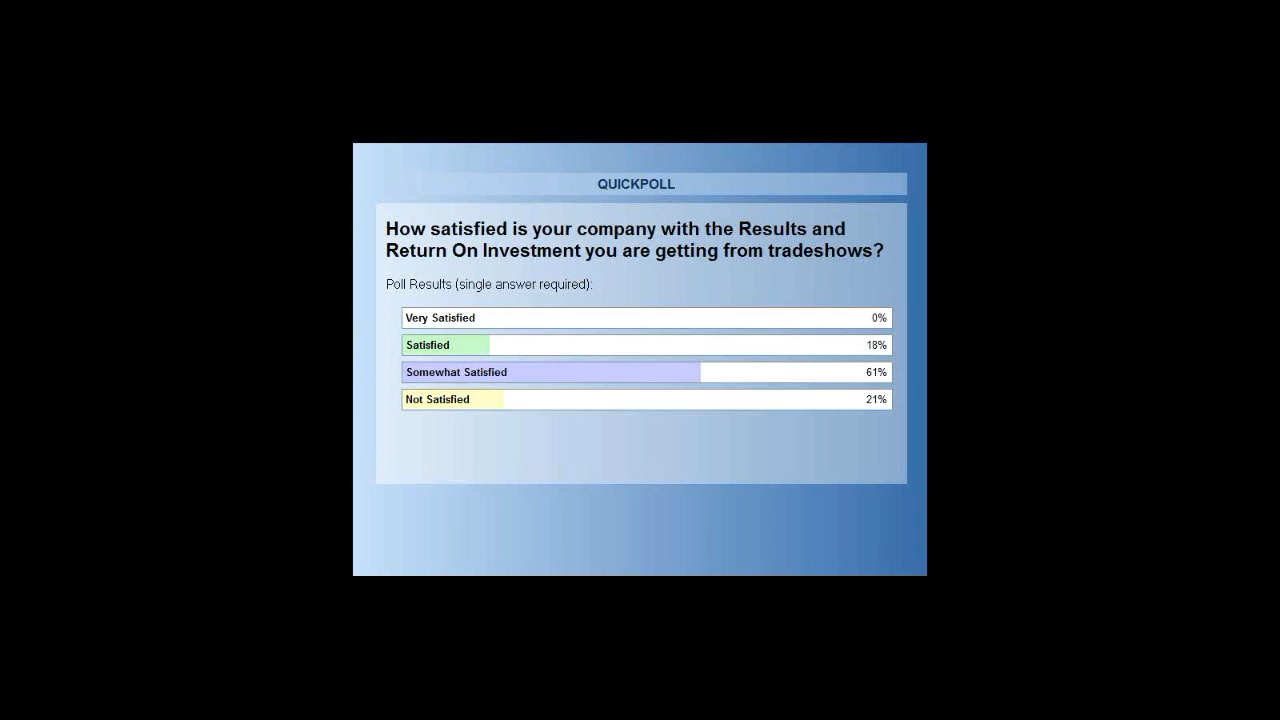 QUICKPOLL
How satisfied is your company with the Results and
Return On Investment you are getting from tradeshows?
Poll Results (single answer required):
Very Satisfied 0%
Satisfied 18%
Somewhat Satisfied 61%
Not Satisfied 21%